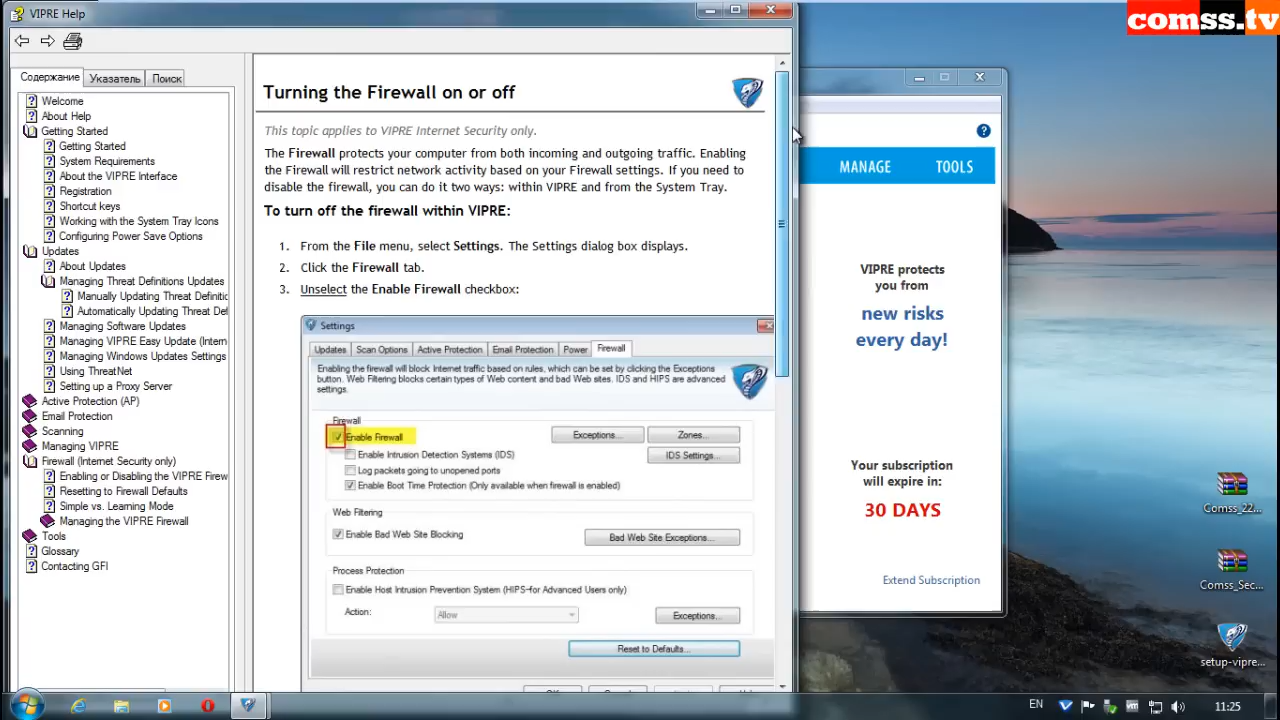 VIPRE Help
comss.tv
Содержание
Указатель
Поиск
Welcome
About Help
Getting Started
Getting Started
System Requirements
About the VIPRE Interface
Registration
Shortcut keys
Working with the System Tray Icons
Configuring Power Save Options
Updates
About Updates
Managing Threat Definitions Updates
Manually Updating Threat Definitic
Automatically Updating Threat Def
Managing Software Updates
Managing VIPRE Easy Update (Intern
Managing Windows Updates Settings
Using ThreatNet
Setting up a Proxy Server
Active Protection (AP)
Email Protection
Scanning
Managing VIPRE
Firewall (Internet Security only)
Enabling or Disabling the VIPRE Firew
Resetting to Firewall Defaults
Simple vs. Learning Mode
Managing the VIPRE Firewall
Tools
Glossary
Contacting GFI
Turning the Firewall on or off
This topic applies to VIPRE Internet Security only.
The Firewall protects your computer from both incoming and outgoing traffic. Enabling
the Firewall will restrict network activity based on your Firewall settings. If you need to
disable the firewall, you can do it two ways: within VIPRE and from the System Tray.
To turn off the firewall within VIPRE:
1. From the File menu, select Settings. The Settings dialog box displays.
2. Click the Firewall tab.
3. Unselect the Enable Firewall checkbox:
Settings
Updates
Scan Options
Active Protection
Email Protection
Power
Firewall
Enabling the firewall will block Internet traffic based on rules, which can be set by clicking the Exceptions
button. Web Filtering blocks certain types of Web content and bad Web sites. IDS and HIPS are advanced
settings.
Firewall
Enable Firewall
Exceptions...
Zones...
Enable Intrusion Detection Systems (IDS)
IDS Settings...
Log packets going to unopened ports
Enable Boot Time Protection (Only available when firewall is enabled)
Web Filtering
Enable Bad Web Site Blocking
Bad Web Site Exceptions...
Process Protection
Enable Host Intrusion Prevention System (HIPS-for Advanced Users only)
Action:
Allow
Exceptions...
Reset to Defaults...
MANAGE
TOOLS
VIPRE protects
you from
new risks
every day!
Your subscription
will expire in:
30 DAYS
Extend Subscription
Comss_22...
Comss_Sec...
setup-vipre...
EN
11:25